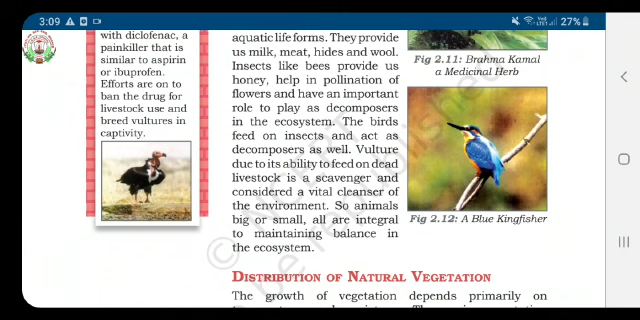 3:09
27%
with diclofenac, a
painkiller that is
similar to aspirin
or ibuprofen.
Efforts are on to
ban the drug for
livestock use and
breed vultures in
captivity.
aquatic life forms. They provide
us milk, meat, hides and wool.
Insects like bees provide us
honey, help in pollination of
flowers and have an important
role to play as decomposers
in the ecosystem. The birds
feed on insects and act as
decomposers as well. Vulture
due to its ability to feed on dead
livestock is a scavenger and
considered a vital cleanser of
the environment. So animals
big or small, all are integral
to maintaining balance in
the ecosystem.
DISTRIBUTION OF NATURAL VEGETATION
The growth of vegetation depends primarily on
Fig 2.11: Brahma Kamal
a Medicinal Herb
Fig 2.12: A Blue Kingfisher